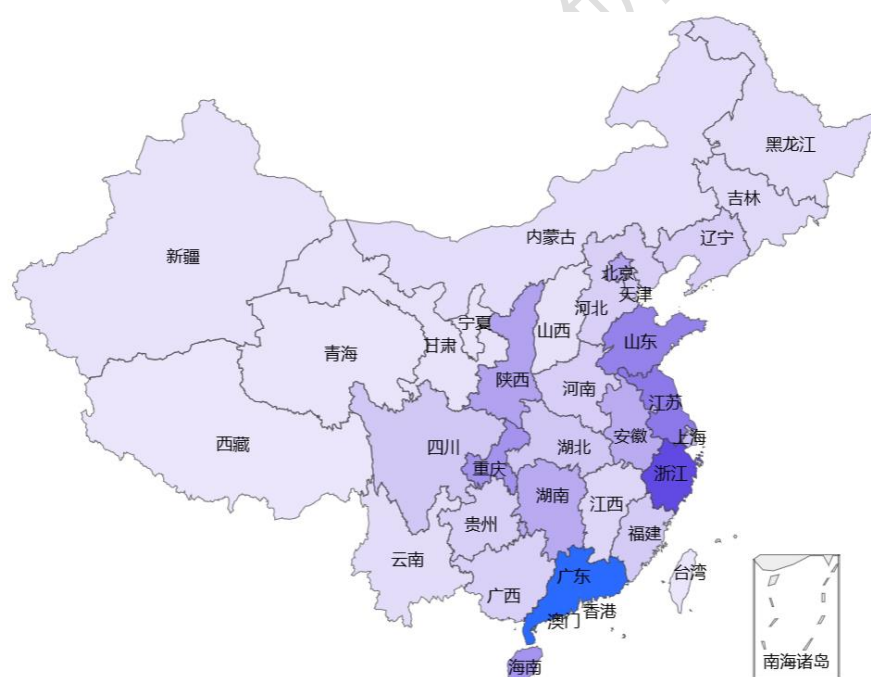 黑龙江
吉林
辽宁
内蒙古
新疆
北京
天津
河北
宁夏
山西
甘肃
青海
山东
陕西
河南
江苏
西藏
四川
湖北
安徽
上海
重庆
浙江
湖南
江西
贵州
福建
云南
广东
台湾
广西
香港
澳门
海南
南海诸岛